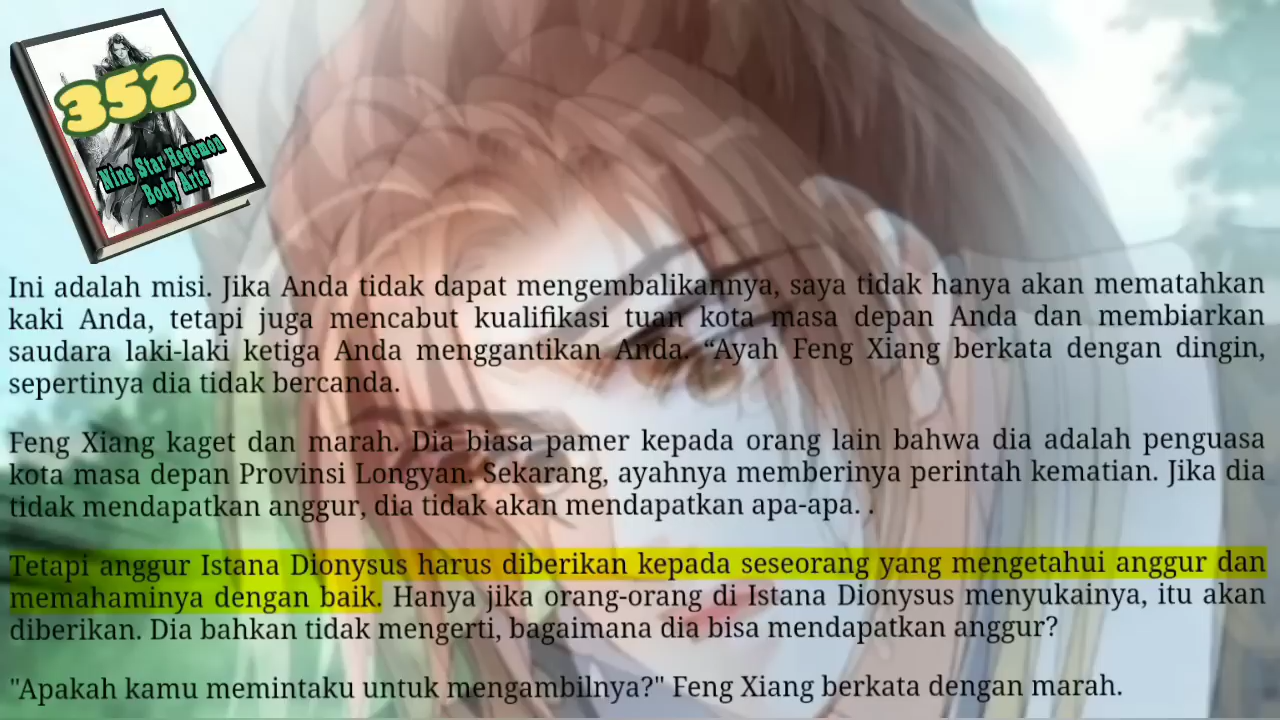 352
Nine Star Hegemon
Body Arts
Ini adalah misi. Jika Anda tidak dapat mengembalikannya, saya tidak hanya akan mematahkan
kaki Anda, tetapi juga mencabut kualifikasi tuan kota masa depan Anda dan membiarkan
saudara laki-laki ketiga Anda menggantikan Anda. “Ayah Feng Xiang berkata dengan dingin,
sepertinya dia tidak bercanda.
Feng Xiang kaget dan marah. Dia biasa pamer kepada orang lain bahwa dia adalah penguasa
kota masa depan Provinsi Longyan. Sekarang, ayahnya memberinya perintah kematian. Jika dia
tidak mendapatkan anggur, dia tidak akan mendapatkan apa-apa. .
Tetapi anggur Istana Dionysus harus diberikan kepada seseorang yang mengetahui anggur dan
memahaminya dengan baik. Hanya jika orang-orang di Istana Dionysus menyukainya, itu akan
diberikan. Dia bahkan tidak mengerti, bagaimana dia bisa mendapatkan anggur?
"Apakah kamu memintaku untuk mengambilnya?" Feng Xiang berkata dengan marah.